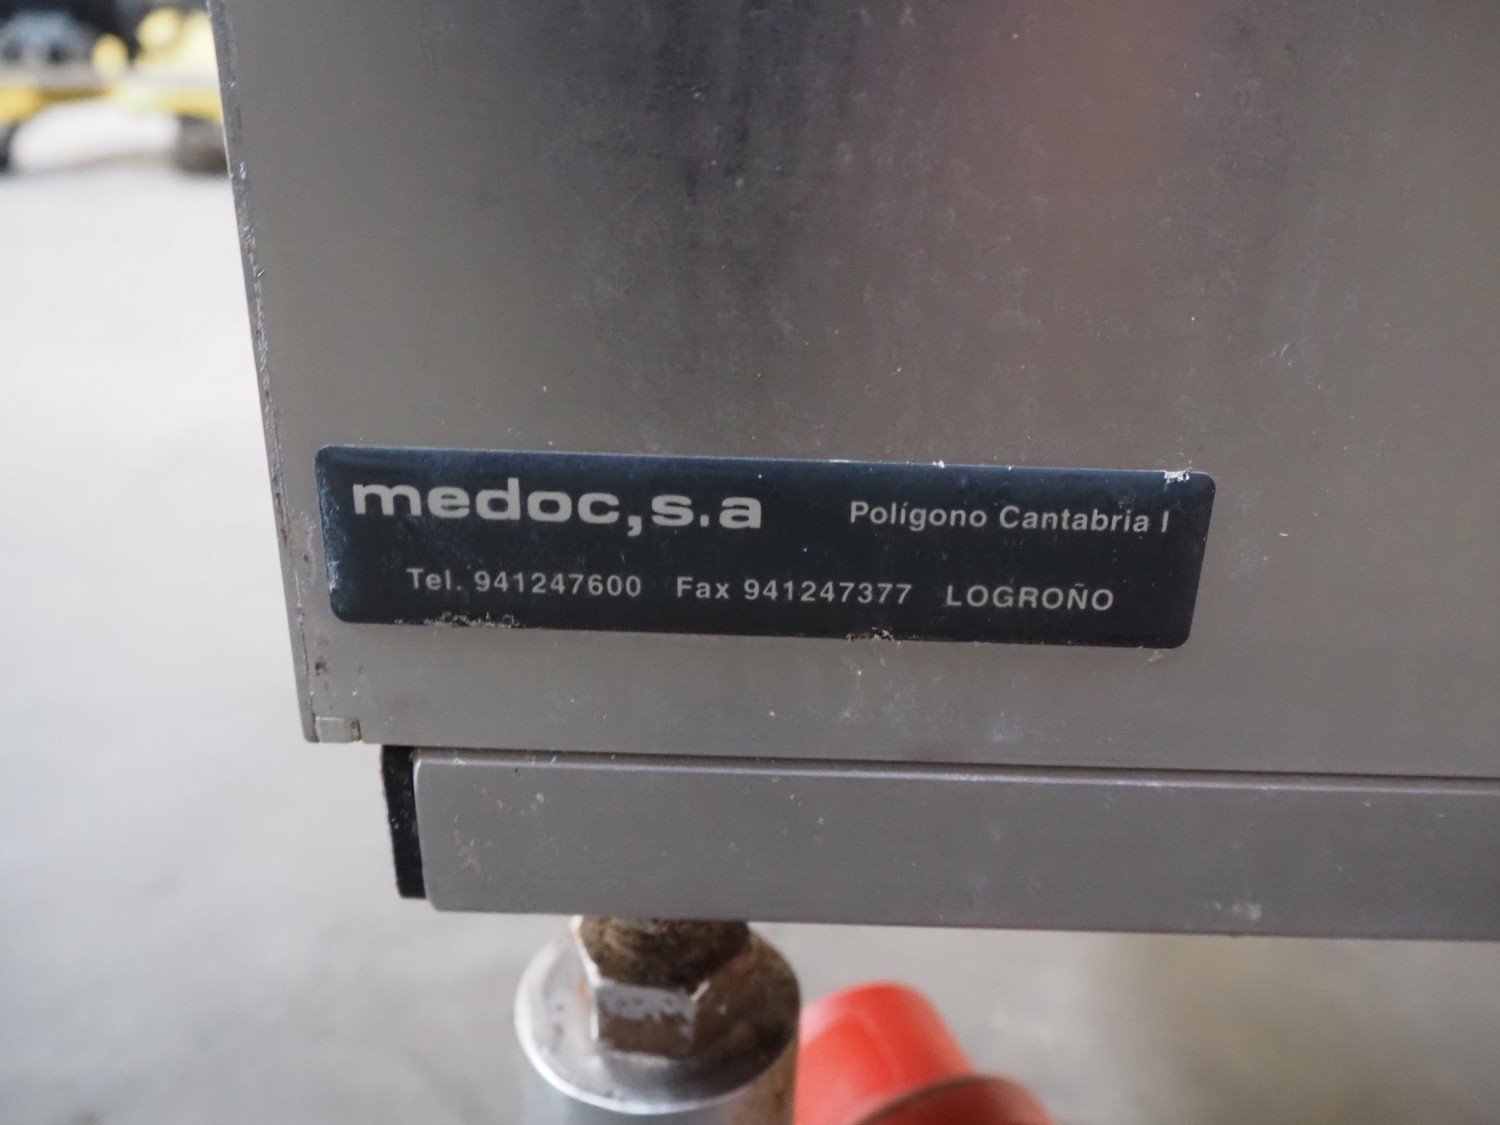 medoc,s.a Polígono Cantabria I
Tel. 941247600 Fax 941247377 LOGROÑO